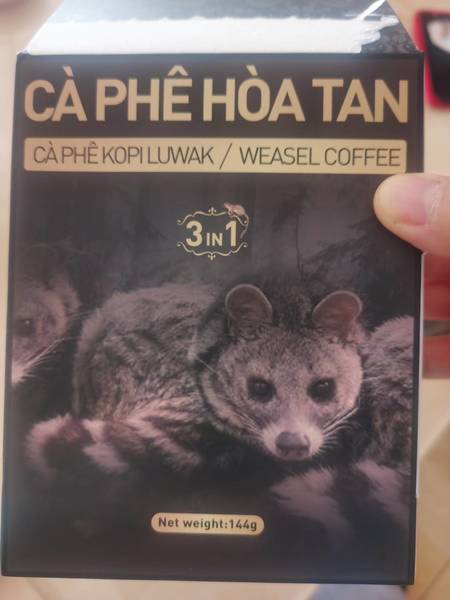 CÀ PHÊ HÒA TAN
CÀ PHÊ KOPI LUWAK / WEASEL COFFEE
3 IN 1
Net weight:144g